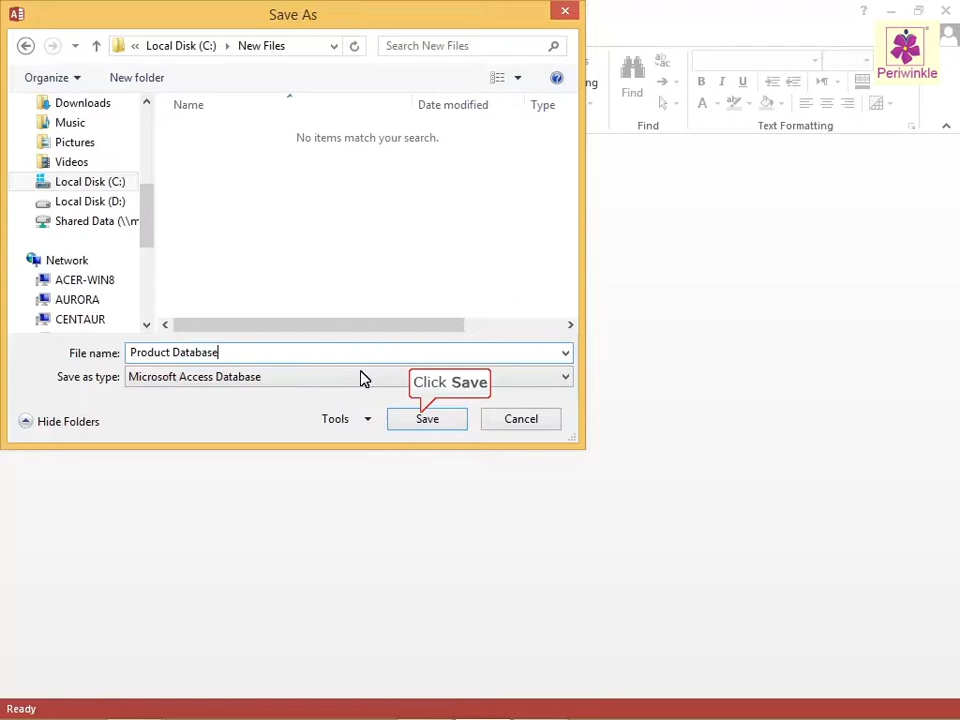 Save As
Local Disk (C:)
New Files
Search New Files
Periwinkle
Organize
New folder
Find
B I U
A
Find
Text Formatting
Downloads
Music
Pictures
Videos
Local Disk (C:)
Local Disk (D:)
Shared Data (\\m
Network
ACER-WIN8
AURORA
CENTAUR
Name
Date modified
Type
No items match your search.
File name:
Product Database
Save as type:
Microsoft Access Database
Click Save
Hide Folders
Tools
Save
Cancel
Ready